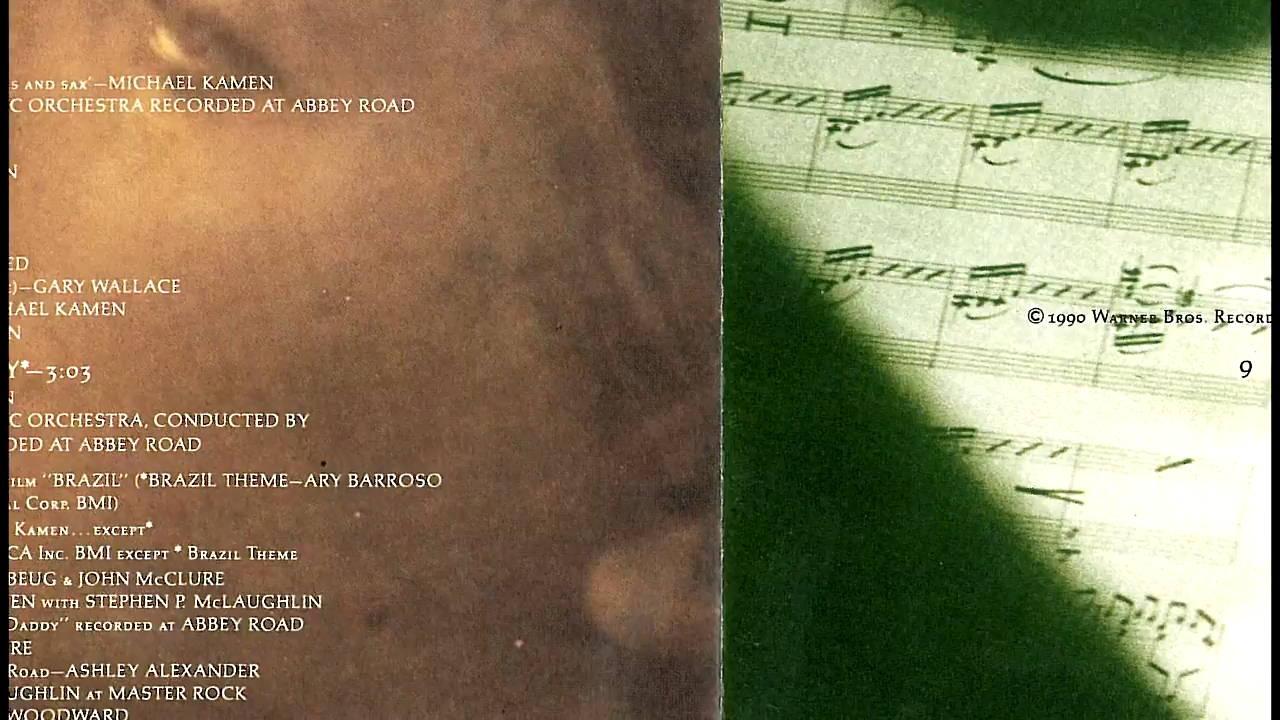 S AND SAX'—MICHAEL KAMEN
C ORCHESTRA RECORDED AT ABBEY ROAD
N
ED
)—GARY WALLACE
HAEL KAMEN
N
Y*—3:03
N
C ORCHESTRA, CONDUCTED BY
DED AT ABBEY ROAD
ILM "BRAZIL" (*BRAZIL THEME—ARY BARROSO
AL CORP. BMI)
KAMEN...EXCEPT*
CA INC. BMI EXCEPT * BRAZIL THEME
BEUG & JOHN McCLURE
EN WITH STEPHEN P. McLAUGHLIN
DADDY" RECORDED AT ABBEY ROAD
RE
ROAD—ASHLEY ALEXANDER
UGHLIN AT MASTER ROCK
WOODWARD
© 1990 WARNER BROS. RECORD
9